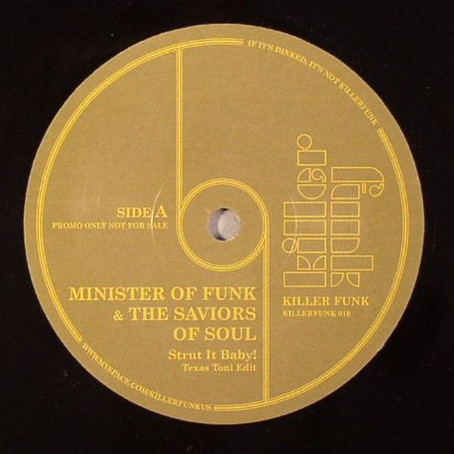 IF IT'S DINKED, IT'S NOT KILLERFUNK
killer
funk
SIDE A
PROMO ONLY NOT FOR SALE
KILLER FUNK
KILLERFUNK 010
MINISTER OF FUNK
& THE SAVIORS
OF SOUL
Strut It Baby!
Texas Toni Edit
WWW.MYSPACE.COM/KILLERFUNKUS